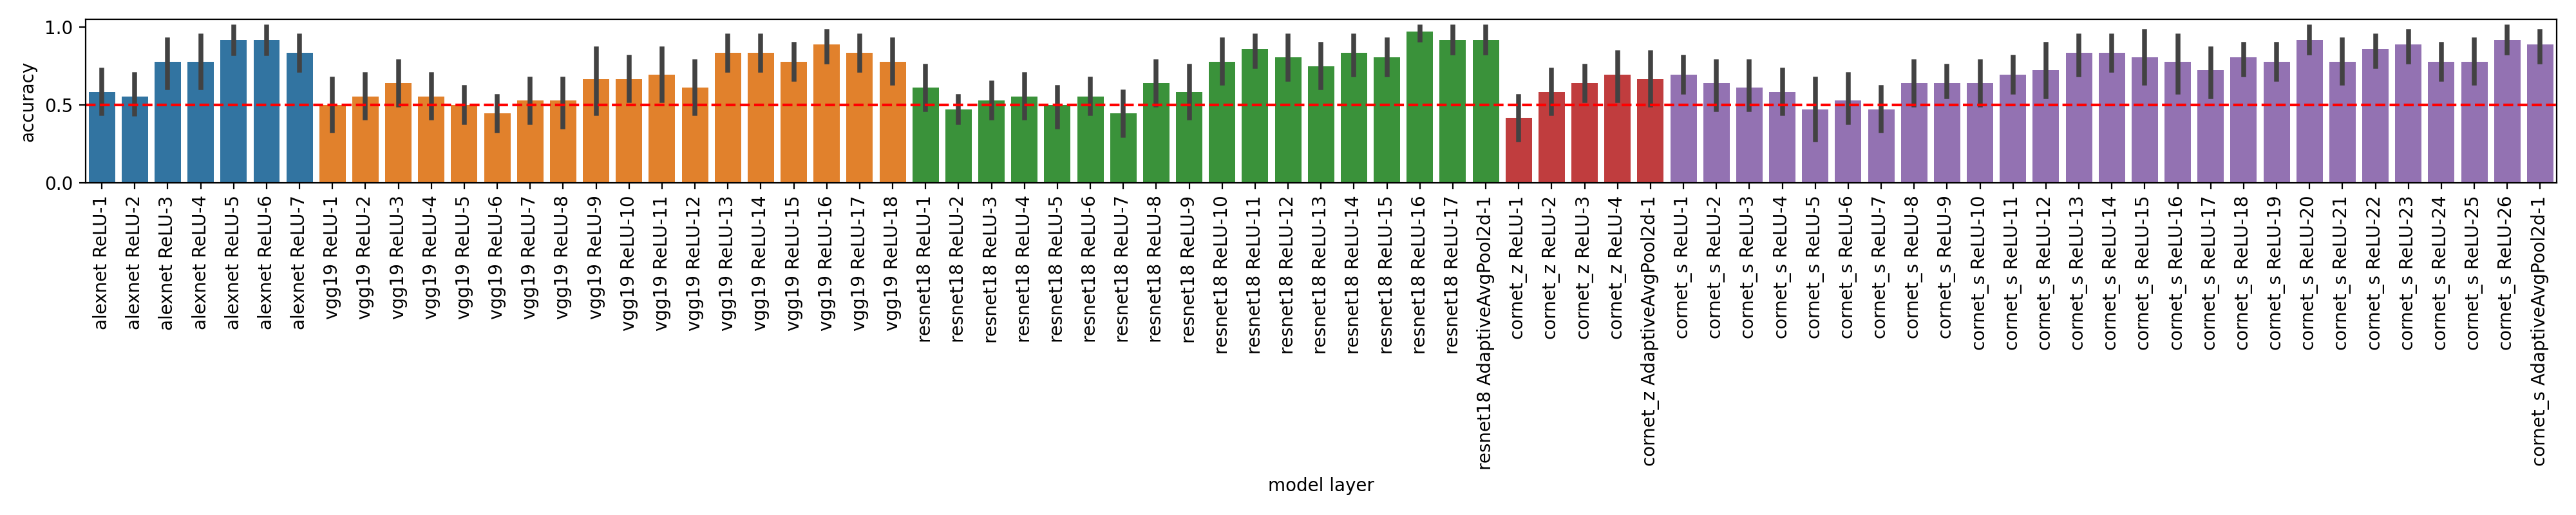 accuracy
1.0
0.5
0.0
alexnet ReLU-1
alexnet ReLU-2
alexnet ReLU-3
alexnet ReLU-4
alexnet ReLU-5
alexnet ReLU-6
alexnet ReLU-7
vgg19 ReLU-1
vgg19 ReLU-2
vgg19 ReLU-3
vgg19 ReLU-4
vgg19 ReLU-5
vgg19 ReLU-6
vgg19 ReLU-7
vgg19 ReLU-8
vgg19 ReLU-9
vgg19 ReLU-10
vgg19 ReLU-11
vgg19 ReLU-12
vgg19 ReLU-13
vgg19 ReLU-14
vgg19 ReLU-15
vgg19 ReLU-16
vgg19 ReLU-17
vgg19 ReLU-18
resnet18 ReLU-1
resnet18 ReLU-2
resnet18 ReLU-3
resnet18 ReLU-4
resnet18 ReLU-5
resnet18 ReLU-6
resnet18 ReLU-7
resnet18 ReLU-8
resnet18 ReLU-9
resnet18 ReLU-10
resnet18 ReLU-11
resnet18 ReLU-12
resnet18 ReLU-13
resnet18 ReLU-14
resnet18 ReLU-15
resnet18 ReLU-16
resnet18 ReLU-17
resnet18 AdaptiveAvgPool2d-1
cornet_z ReLU-1
cornet_z ReLU-2
cornet_z ReLU-3
cornet_z ReLU-4
cornet_z AdaptiveAvgPool2d-1
cornet_s ReLU-1
cornet_s ReLU-2
cornet_s ReLU-3
cornet_s ReLU-4
cornet_s ReLU-5
cornet_s ReLU-6
cornet_s ReLU-7
cornet_s ReLU-8
cornet_s ReLU-9
cornet_s ReLU-10
cornet_s ReLU-11
cornet_s ReLU-12
cornet_s ReLU-13
cornet_s ReLU-14
cornet_s ReLU-15
cornet_s ReLU-16
cornet_s ReLU-17
cornet_s ReLU-18
cornet_s ReLU-19
cornet_s ReLU-20
cornet_s ReLU-21
cornet_s ReLU-22
cornet_s ReLU-23
cornet_s ReLU-24
cornet_s ReLU-25
cornet_s ReLU-26
cornet_s AdaptiveAvgPool2d-1
model layer